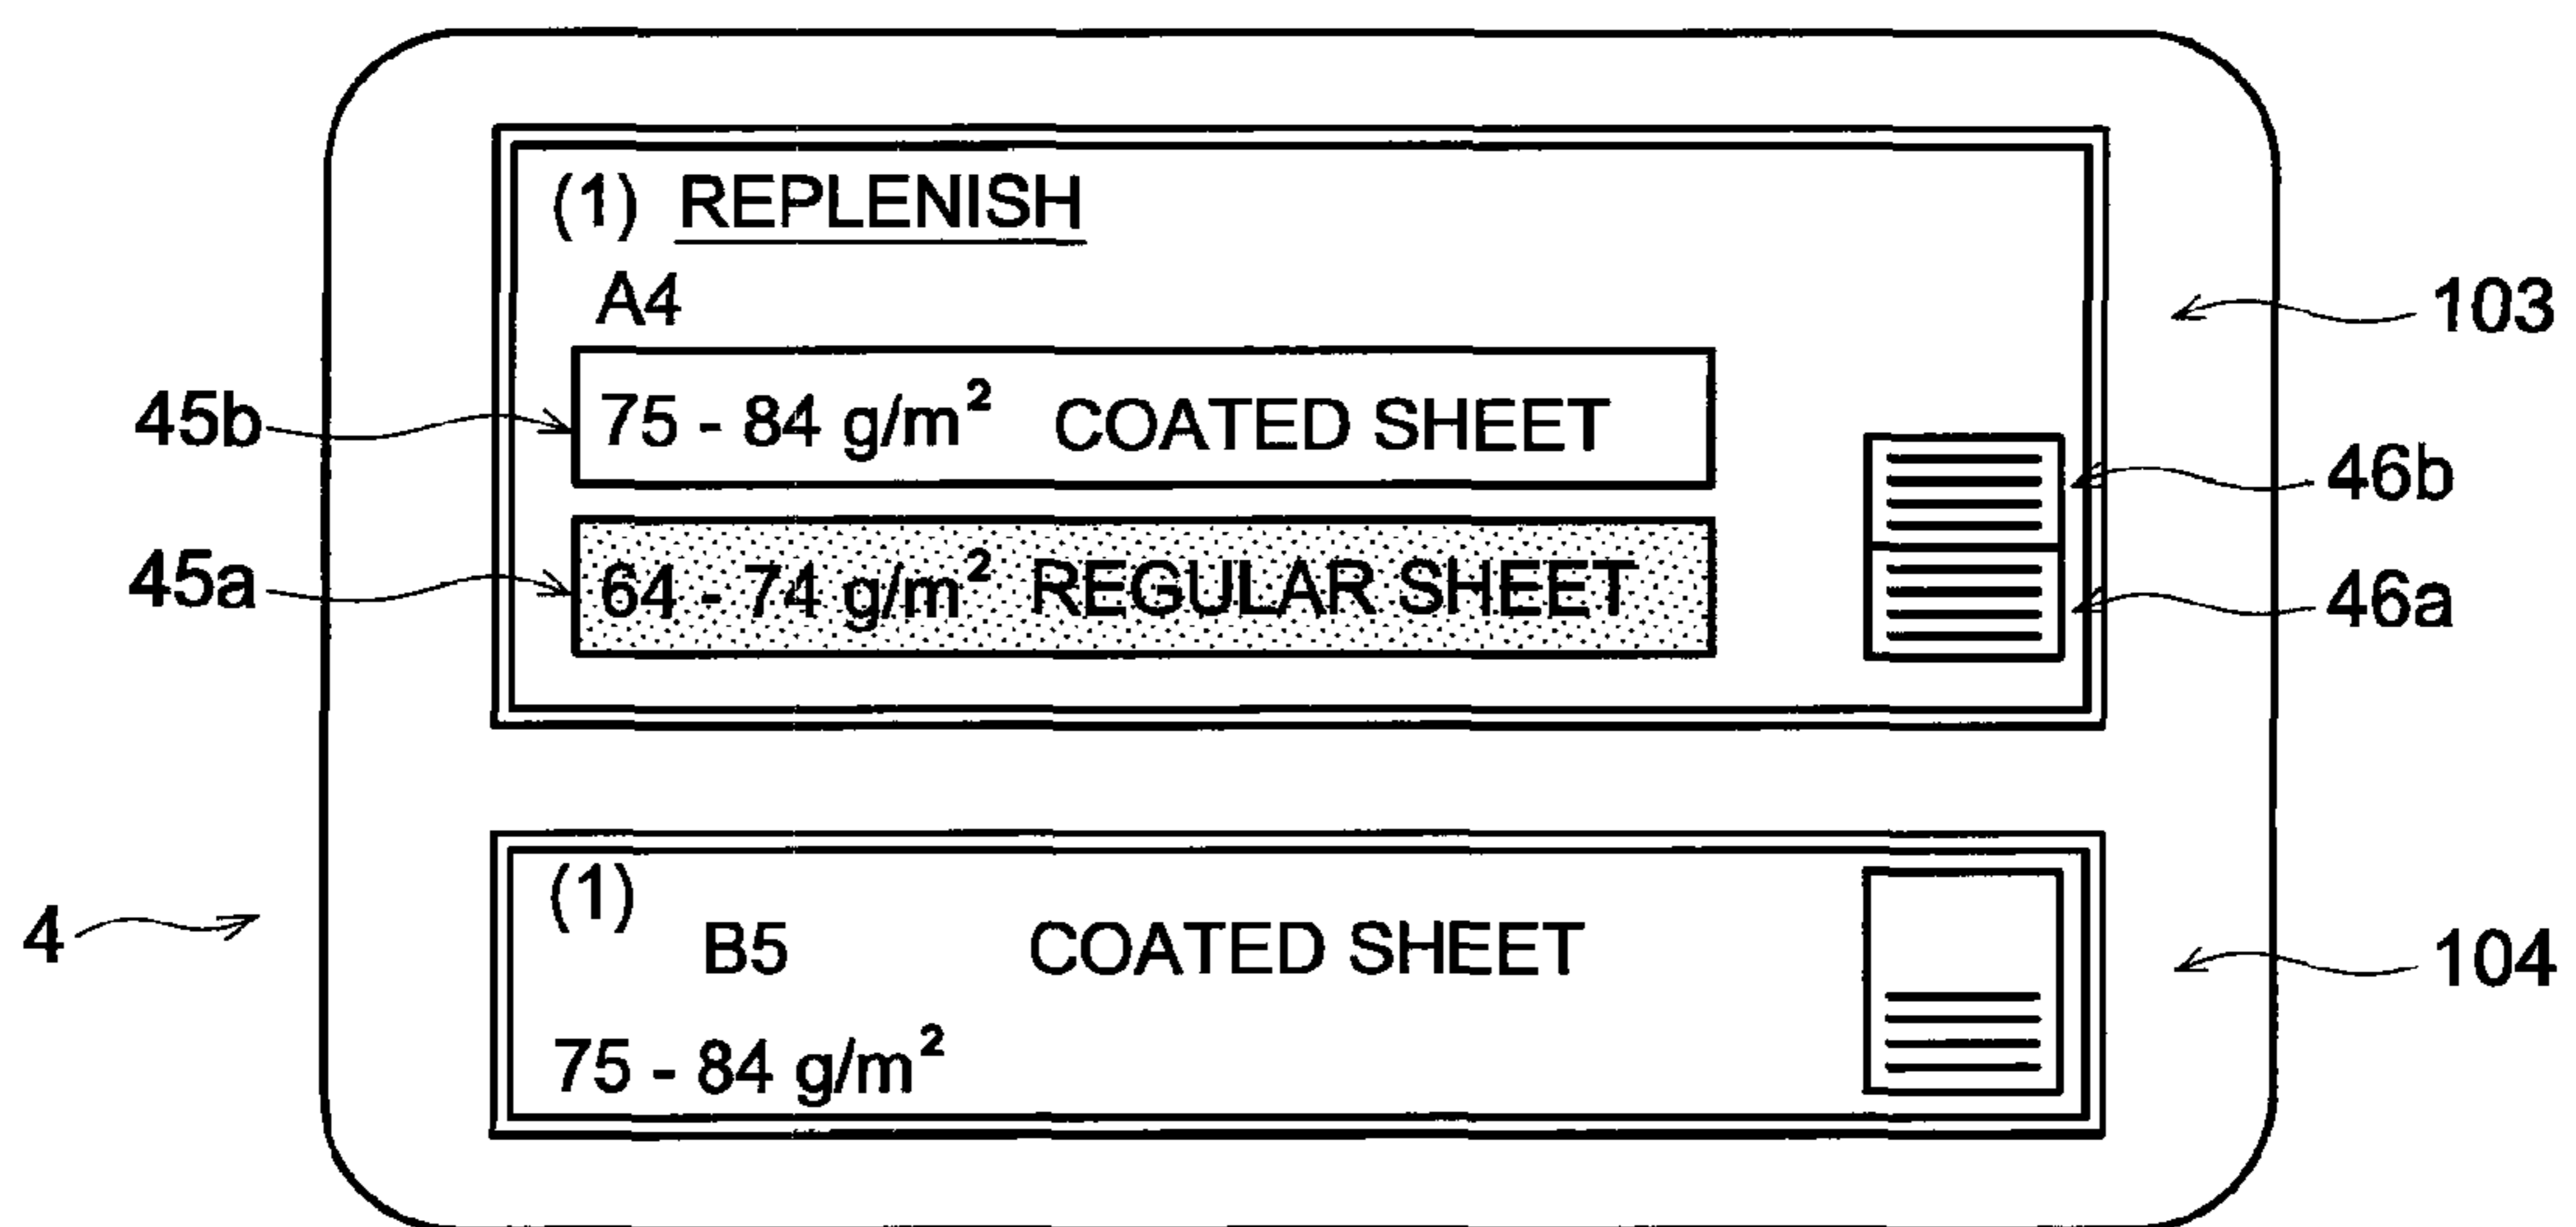 (1) REPLENISH
A4
103
45b
75 - 84 g/m² COATED SHEET
46b
45a
64 - 74 g/m² REGULAR SHEET
46a
(1)
4
B5 COATED SHEET
104
75 - 84 g/m²